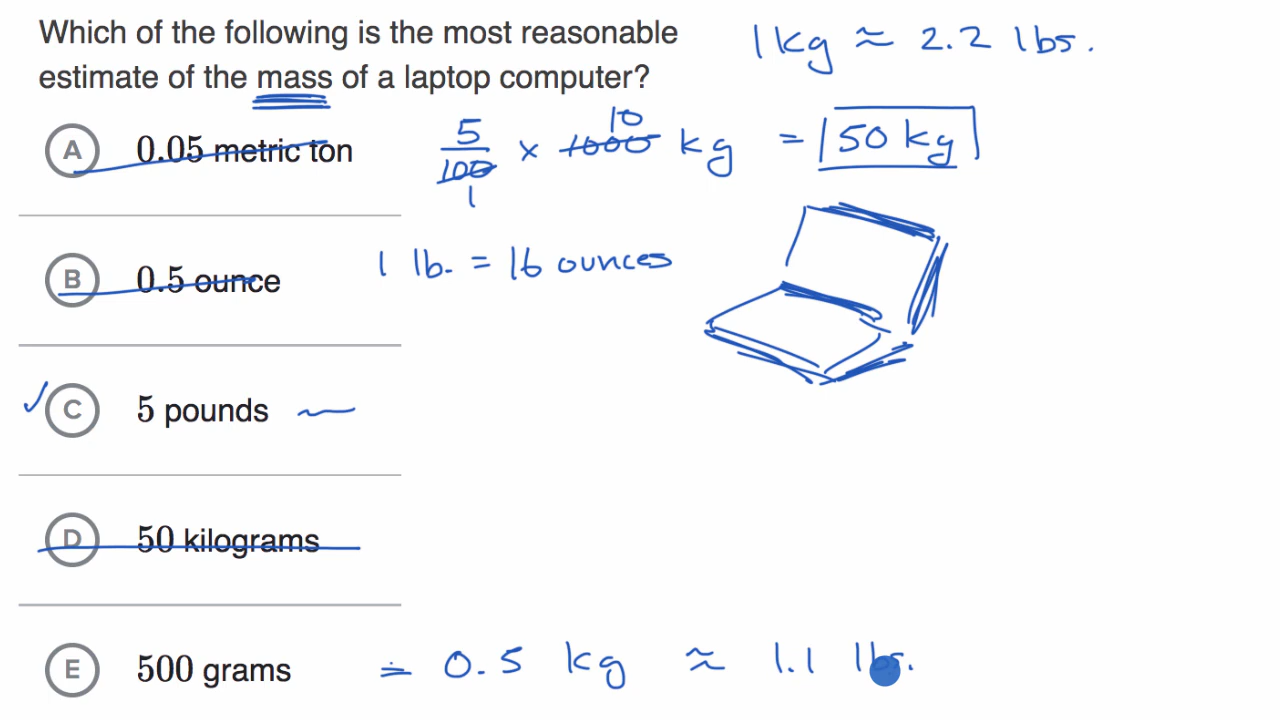 Which of the following is the most reasonable
estimate of the mass of a laptop computer?
1 kg ≈ 2.2 lbs.
A 0.05 metric ton
5/100 × 1000 kg = 50 kg
10
1
B 0.5 ounce
1 lb. = 16 ounces
C 5 pounds
D 50 kilograms
E 500 grams = 0.5 kg ≈ 1.1 lbs.